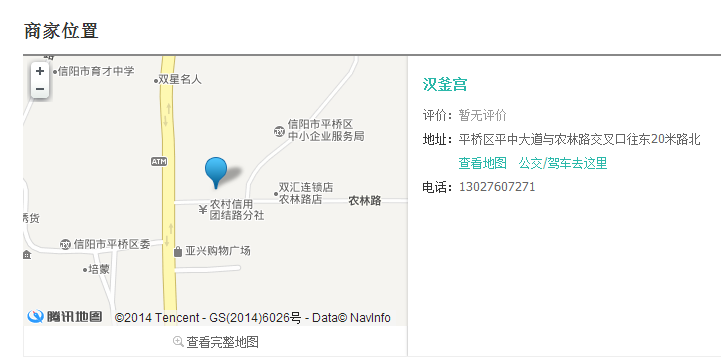 商家位置
+
−
信阳市育才中学
双星名人
信阳市平桥区
中小企业服务局
ATM
双汇连锁店
农林路店
农林路
农村信用
团结路分社
锈货
信阳市平桥区委
亚兴购物广场
培蒙
腾讯地图 ©2014 Tencent - GS(2014)6026号 - Data© NavInfo
查看完整地图
汉釜宫
评价：暂无评价
地址：平桥区平中大道与农林路交叉口往东20米路北
查看地图 公交/驾车去这里
电话：13027607271